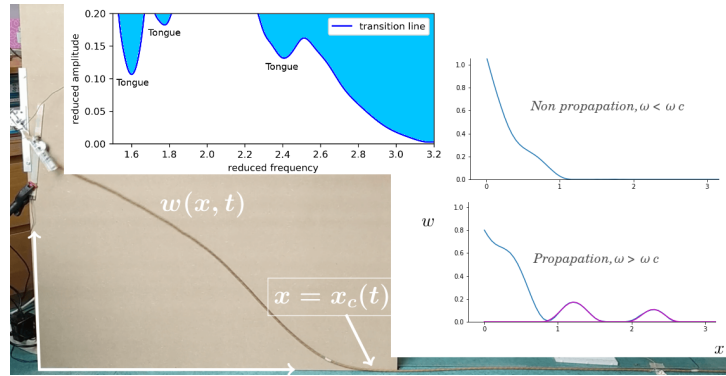 0.20
0.15
0.10
0.05
0.00
reduced amplitude
transition line
Tongue
Tongue
Tongue
1.6 1.8 2.0 2.2 2.4 2.6 2.8 3.0 3.2
reduced frequency
w(x, t)
x = x_c(t)
1.0
0.8
0.6
0.4
0.2
0.0
0 1 2 3
Non propapation, ω < ω c
w
1.0
0.8
0.6
0.4
0.2
0.0
0 1 2 3
Propapation, ω > ω c
x